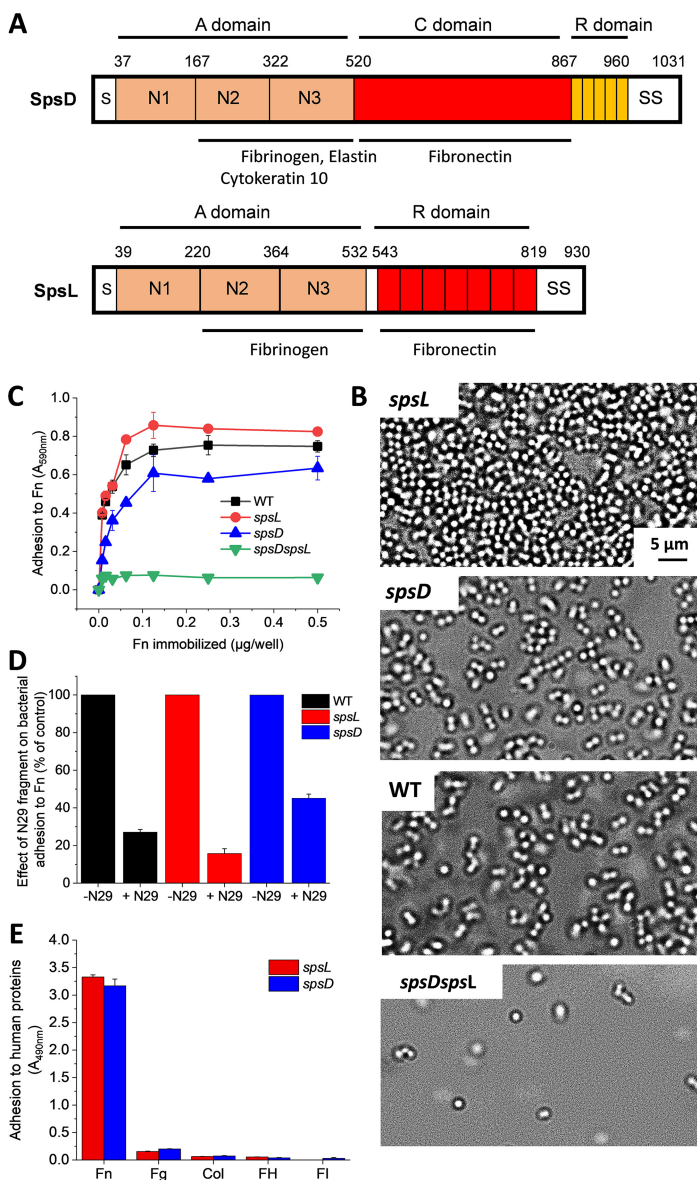 A
A domain
C domain
R domain
37 167 322 520 867 960 1031
SpsD
S N1 N2 N3 SS
Fibrinogen, Elastin
Cytokeratin 10
Fibronectin
A domain
R domain
39 220 364 532 543 819 930
SpsL
S N1 N2 N3 SS
Fibrinogen
Fibronectin
C
Adhesion to Fn (A590nm)
1.0
0.8
0.6
0.4
0.2
0.0
WT
spsL
spsD
spsDspsL
0.0 0.1 0.2 0.3 0.4 0.5
Fn immobilized (µg/well)
B
spsL
5 µm
spsD
WT
spsDspsL
D
Effect of N29 fragment on bacterial
adhesion to Fn (% of control)
100
80
60
40
20
0
WT
spsL
spsD
-N29 + N29 -N29 + N29 -N29 + N29
E
Adhesion to human proteins
(A490nm)
4.0
3.5
3.0
2.5
2.0
1.5
1.0
0.5
0.0
spsL
spsD
Fn Fg Col FH FI